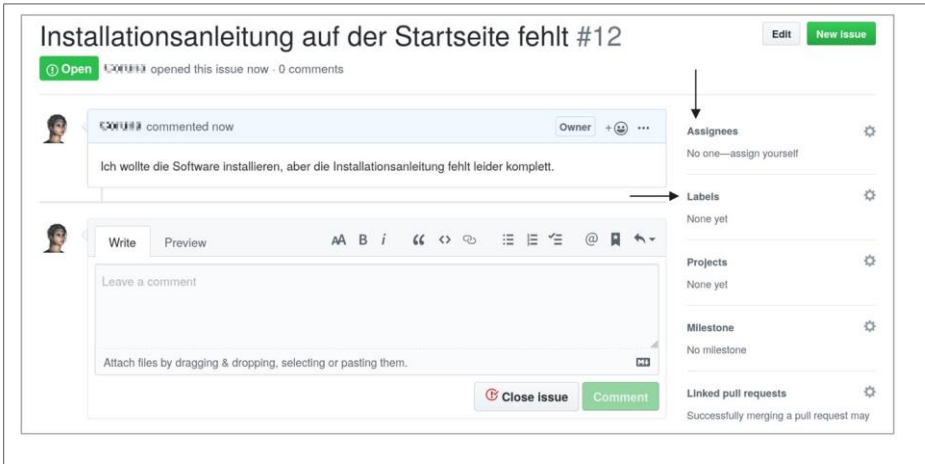 Installationsanleitung auf der Startseite fehlt #12
Edit
New issue
Open
opened this issue now · 0 comments
commented now
Owner
Ich wollte die Software installieren, aber die Installationsanleitung fehlt leider komplett.
Assignees
No one—assign yourself
Labels
None yet
Projects
None yet
Milestone
No milestone
Linked pull requests
Successfully merging a pull request may
Write
Preview
AA B i
Leave a comment
Attach files by dragging & dropping, selecting or pasting them.
Close issue
Comment